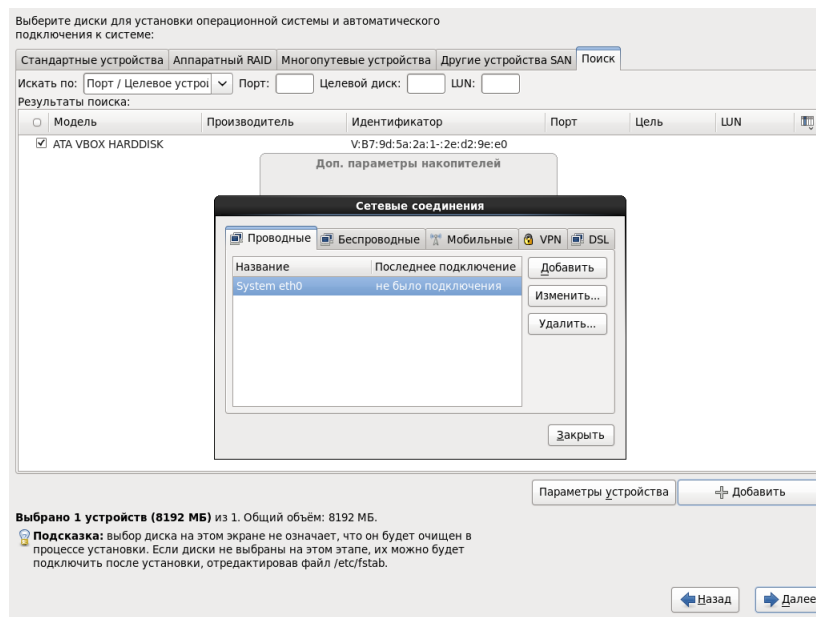 Выберите диски для установки операционной системы и автоматического
подключения к системе:
Стандартные устройства Аппаратный RAID Многопутевые устройства Другие устройства SAN Поиск
Искать по: Порт / Целевое устрой Порт: Целевой диск: LUN:
Результаты поиска:
Модель Производитель Идентификатор Порт Цель LUN
ATA VBOX HARDDISK V:B7:9d:5a:2a:1-:2e:d2:9e:e0
Доп. параметры накопителей
Сетевые соединения
Проводные Беспроводные Мобильные VPN DSL
Название Последнее подключение Добавить
System eth0 не было подключения
Изменить...
Удалить...
Закрыть
Параметры устройства Добавить
Выбрано 1 устройств (8192 МБ) из 1. Общий объём: 8192 МБ.
Подсказка: выбор диска на этом экране не означает, что он будет очищен в
процессе установки. Если диски не выбраны на этом этапе, их можно будет
подключить после установки, отредактировав файл /etc/fstab.
Назад Далее